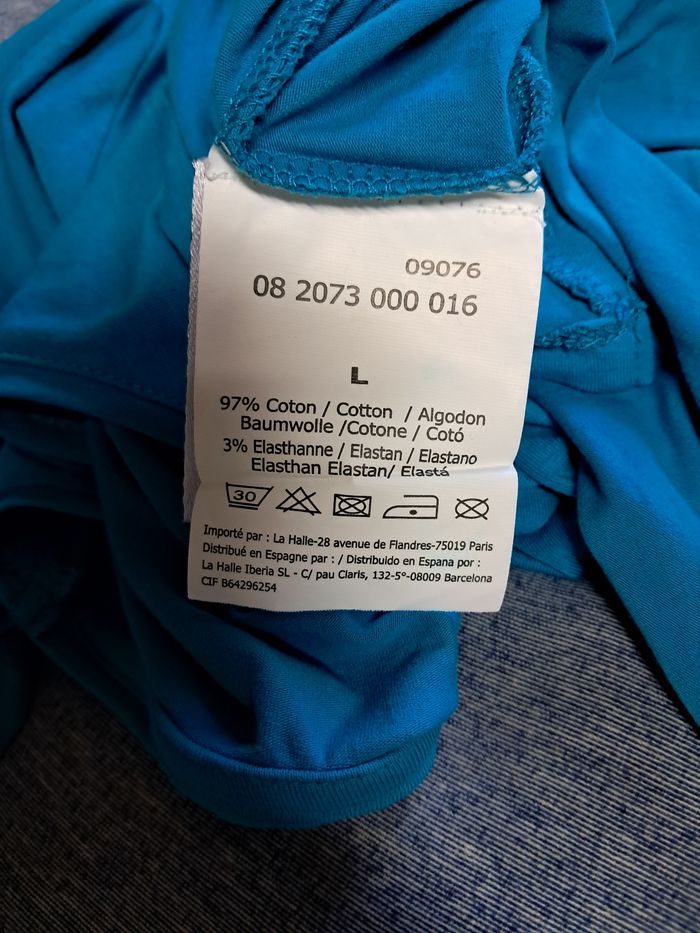 09076
08 2073 000 016
L
97% Coton / Cotton / Algodon
Baumwolle /Cotone / Cotó
3% Elasthanne / Elastan / Elastano
Elasthan Elastan/ Elastá
30
Importé par : La Halle-28 avenue de Flandres-75019 Paris
Distribué en Espagne par : / Distribuido en Espana por :
La Halle Iberia SL - C/ pau Claris, 132-5º-08009 Barcelona
CIF B64296254